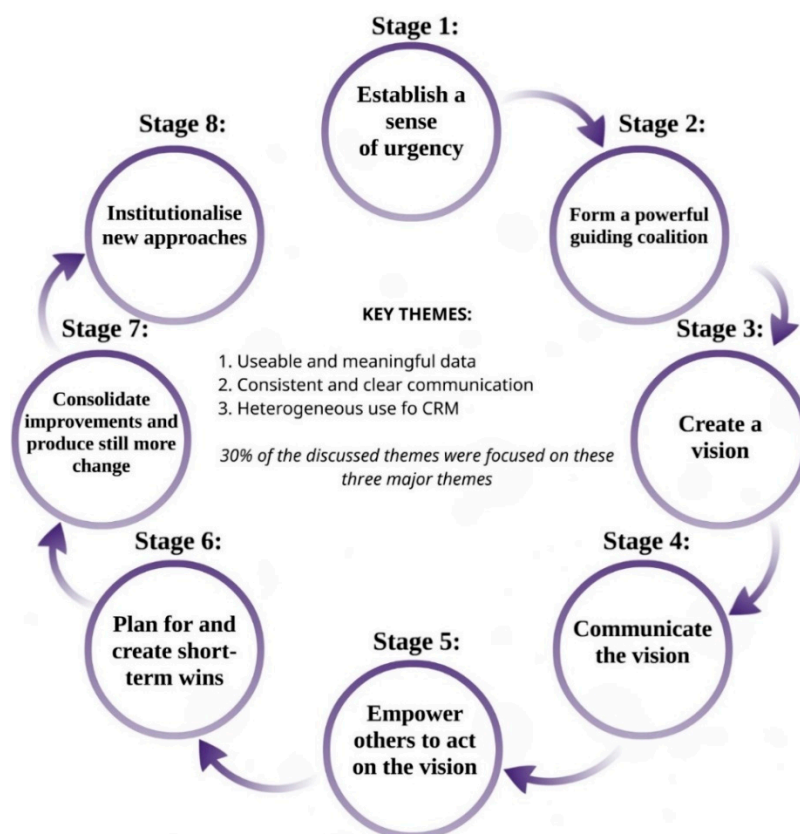 Stage 1:
Establish a
sense
of urgency
Stage 2:
Form a powerful
guiding coalition
Stage 3:
Create a
vision
Stage 4:
Communicate
the vision
Stage 5:
Empower
others to act
on the vision
Stage 6:
Plan for and
create short-
term wins
Stage 7:
Consolidate
improvements and
produce still more
change
Stage 8:
Institutionalise
new approaches
KEY THEMES:
1. Useable and meaningful data
2. Consistent and clear communication
3. Heterogeneous use fo CRM
30% of the discussed themes were focused on these
three major themes